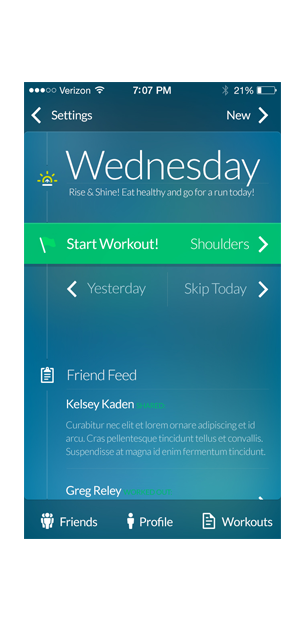 Verizon 7:07 PM 21%
Settings New
Wednesday
Rise & Shine! Eat healthy and go for a run today!
Start Workout! Shoulders
Yesterday Skip Today
Friend Feed
Kelsey Kaden
Curabitur nec elit et lorem ornare adipiscing et id
arcu. Cras pellentesque tincidunt tellus et convallis.
Suspendisse at magna id enim fermentum tincidunt.
Greg Reley
Friends Profile Workouts